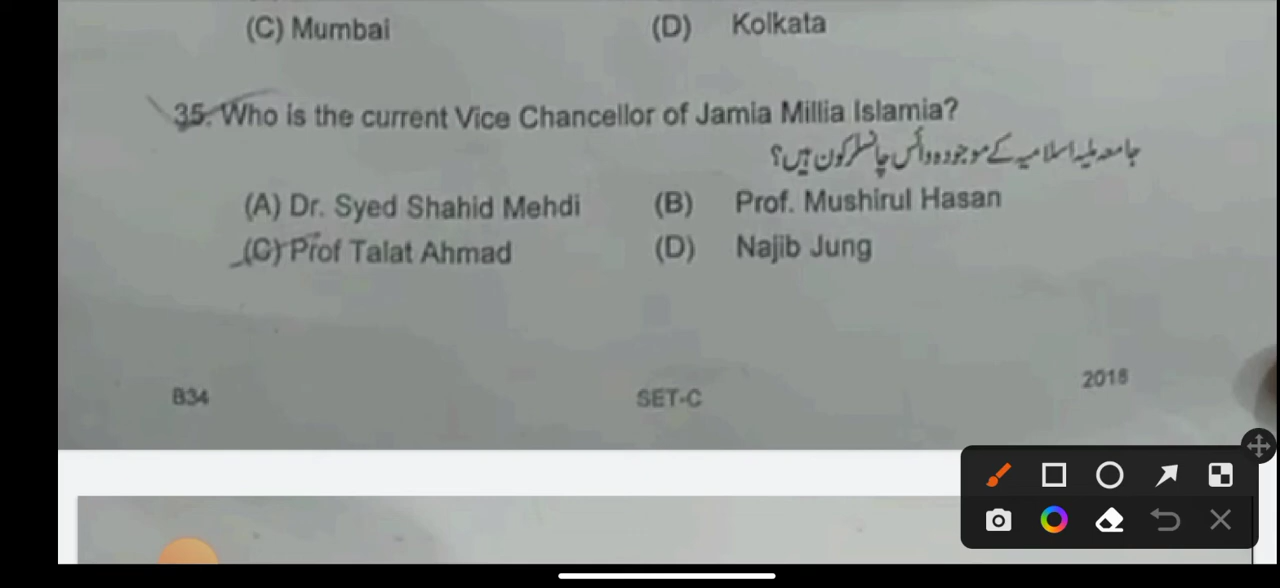 (C) Mumbai (D) Kolkata
35. Who is the current Vice Chancellor of Jamia Millia Islamia?
جامعہ ملیہ اسلامیہ کے موجودہ وائس چانسلر کون ہیں؟
(A) Dr. Syed Shahid Mehdi (B) Prof. Mushirul Hasan
(C) Prof Talat Ahmad (D) Najib Jung
B34 SET-C 2018